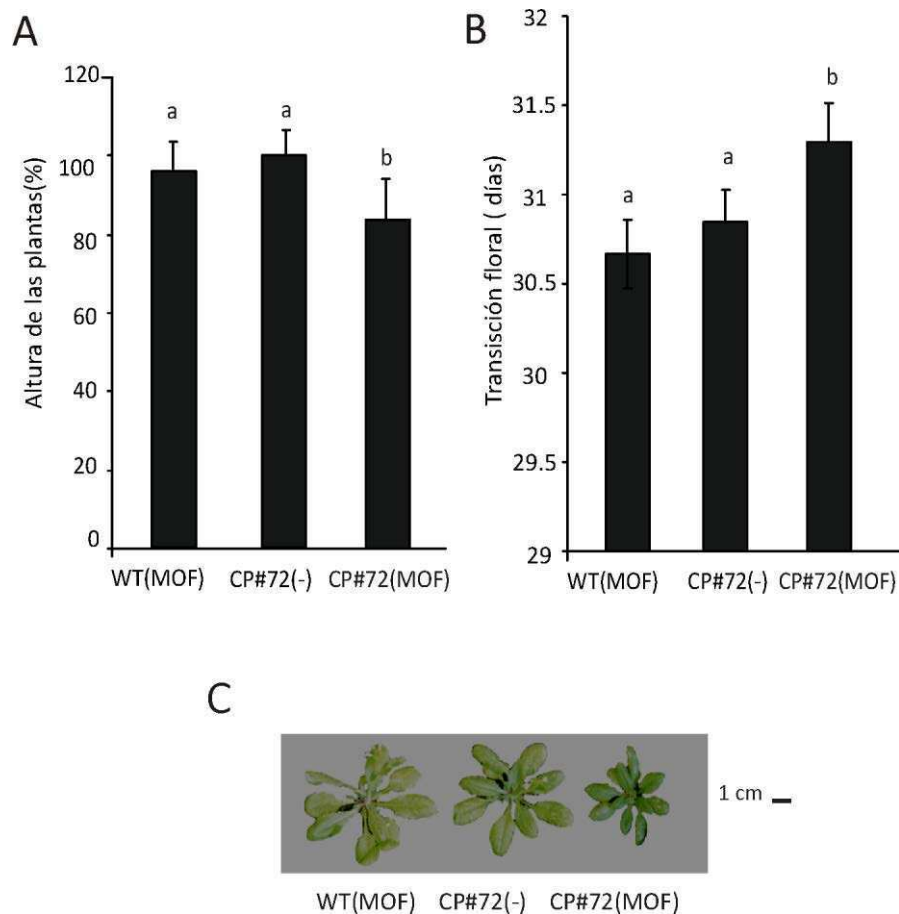 A
Altura de las plantas(%)
120
100
80
60
40
20
0
a
a
b
WT(MOF)
CP#72(-)
CP#72(MOF)
B
Transisción floral ( días)
32
31.5
31
30.5
30
29.5
29
a
a
b
WT(MOF)
CP#72(-)
CP#72(MOF)
C
1 cm
WT(MOF)
CP#72(-)
CP#72(MOF)